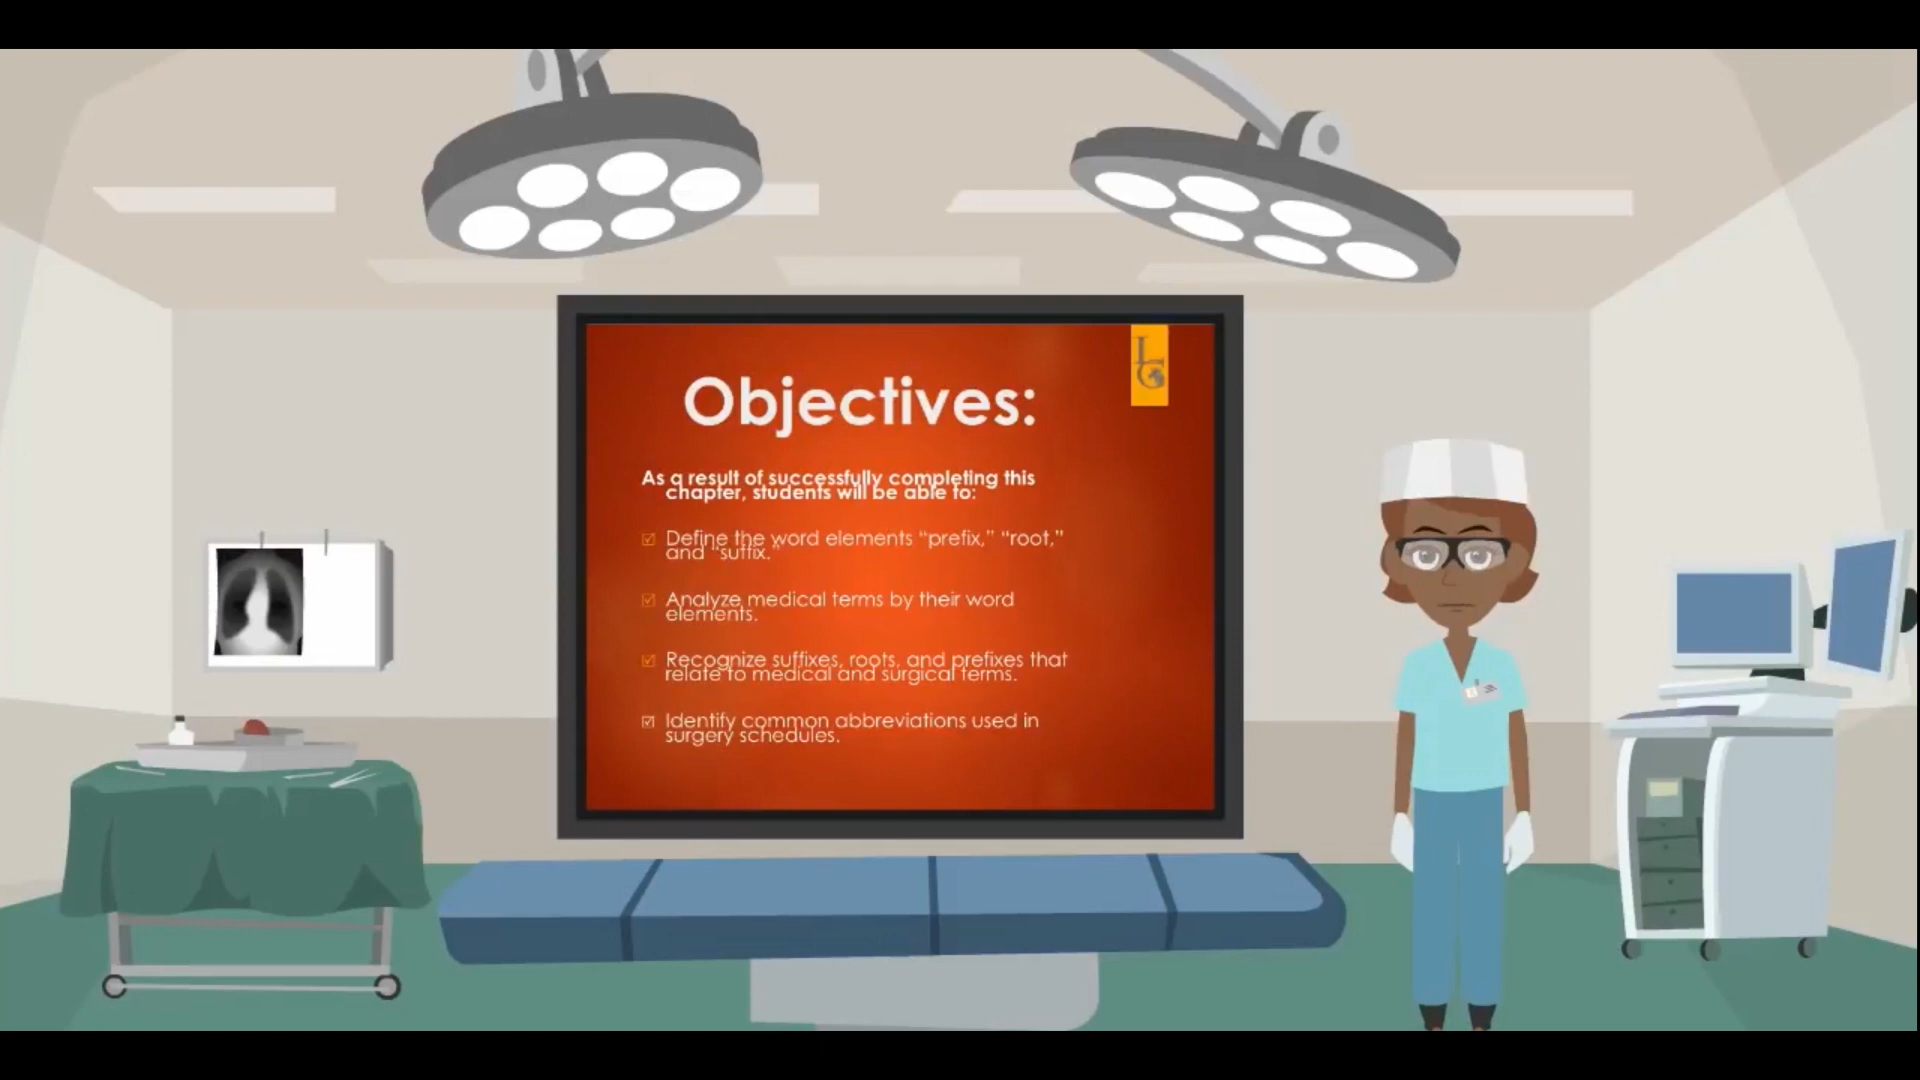 LG
Objectives:
As a result of successfully completing this
chapter, students will be able to:
Define the word elements “prefix,” “root,”
and “suffix.”
Analyze medical terms by their word
elements.
Recognize suffixes, roots, and prefixes that
relate to medical and surgical terms.
Identify common abbreviations used in
surgery schedules.